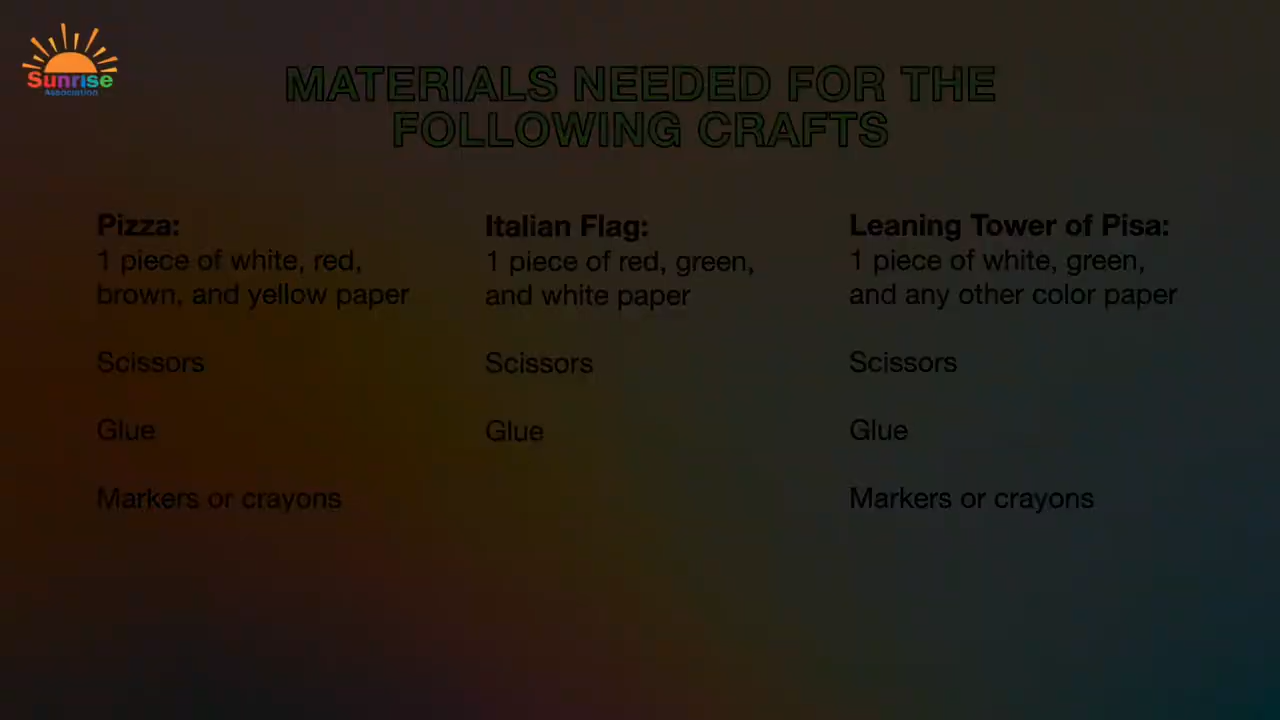 Sunrise
Association
MATERIALS NEEDED FOR THE
FOLLOWING CRAFTS
Pizza:
1 piece of white, red,
brown, and yellow paper
Scissors
Glue
Markers or crayons
Italian Flag:
1 piece of red, green,
and white paper
Scissors
Glue
Leaning Tower of Pisa:
1 piece of white, green,
and any other color paper
Scissors
Glue
Markers or crayons